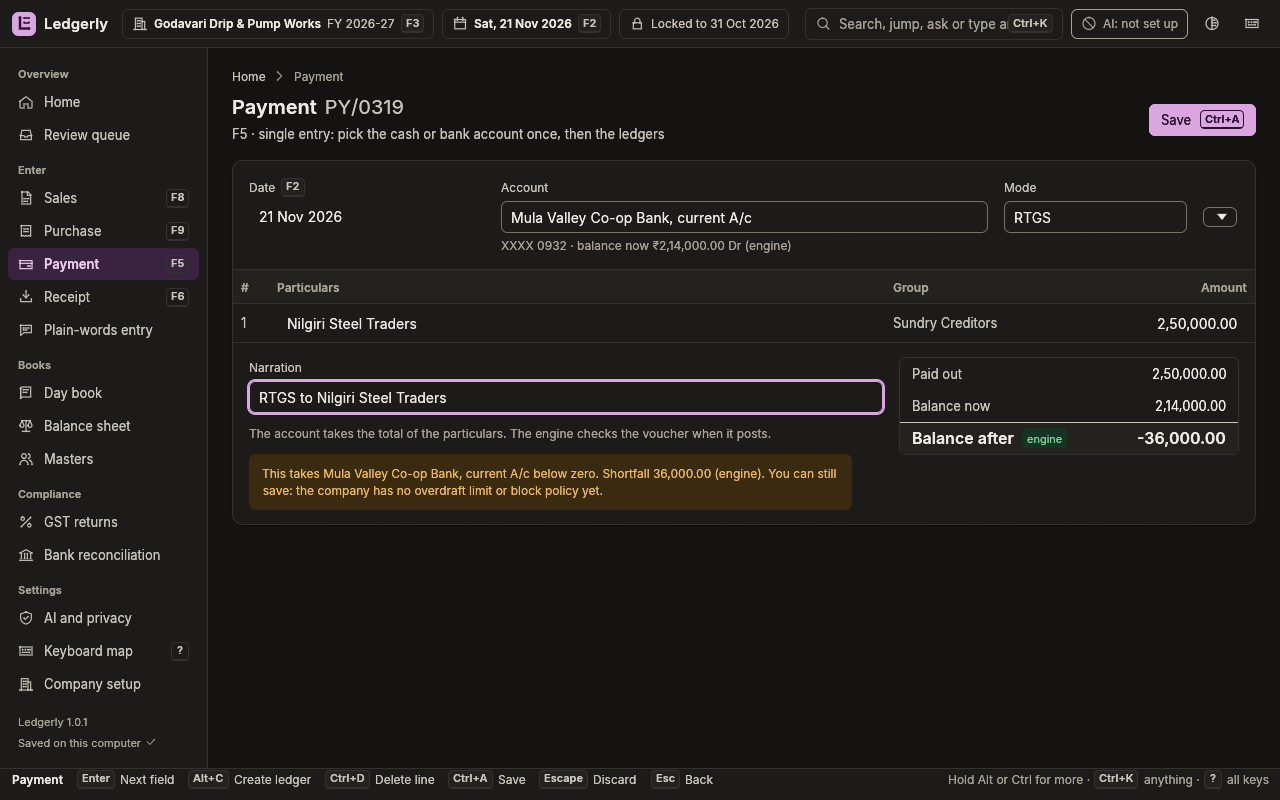 Ledgerly
Godavari Drip & Pump Works FY 2026-27 F3
Sat, 21 Nov 2026 F2
Locked to 31 Oct 2026
Search, jump, ask or type a Ctrl+K
AI: not set up
Overview
Home
Review queue
Enter
Sales F8
Purchase F9
Payment F5
Receipt F6
Plain-words entry
Books
Day book
Balance sheet
Masters
Compliance
GST returns
Bank reconciliation
Settings
AI and privacy
Keyboard map ?
Company setup
Ledgerly 1.0.1
Saved on this computer
Home Payment
Payment PY/0319
F5 · single entry: pick the cash or bank account once, then the ledgers
Save Ctrl+A
Date F2
21 Nov 2026
Account
Mula Valley Co-op Bank, current A/c
XXXX 0932 · balance now ₹2,14,000.00 Dr (engine)
Mode
RTGS
# Particulars Group Amount
1 Nilgiri Steel Traders Sundry Creditors 2,50,000.00
Narration
RTGS to Nilgiri Steel Traders
The account takes the total of the particulars. The engine checks the voucher when it posts.
This takes Mula Valley Co-op Bank, current A/c below zero. Shortfall 36,000.00 (engine). You can still
save: the company has no overdraft limit or block policy yet.
Paid out 2,50,000.00
Balance now 2,14,000.00
Balance after engine -36,000.00
Payment Enter Next field Alt+C Create ledger Ctrl+D Delete line Ctrl+A Save Escape Discard Esc Back
Hold Alt or Ctrl for more · Ctrl+K anything · ? all keys